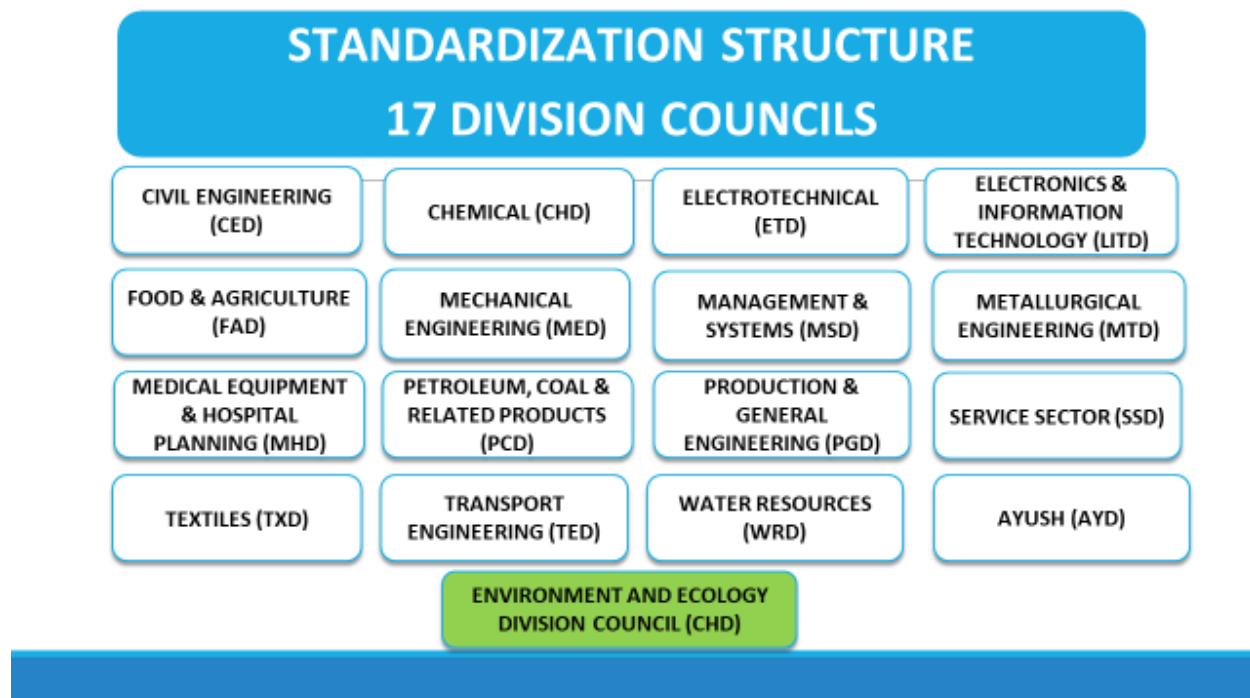 STANDARDIZATION STRUCTURE
17 DIVISION COUNCILS
CIVIL ENGINEERING
(CED)
CHEMICAL (CHD)
ELECTROTECHNICAL
(ETD)
ELECTRONICS &
INFORMATION
TECHNOLOGY (LITD)
FOOD & AGRICULTURE
(FAD)
MECHANICAL
ENGINEERING (MED)
MANAGEMENT &
SYSTEMS (MSD)
METALLURGICAL
ENGINEERING (MTD)
MEDICAL EQUIPMENT
& HOSPITAL
PLANNING (MHD)
PETROLEUM, COAL &
RELATED PRODUCTS
(PCD)
PRODUCTION &
GENERAL
ENGINEERING (PGD)
SERVICE SECTOR (SSD)
TEXTILES (TXD)
TRANSPORT
ENGINEERING (TED)
WATER RESOURCES
(WRD)
AYUSH (AYD)
ENVIRONMENT AND ECOLOGY
DIVISION COUNCIL (CHD)